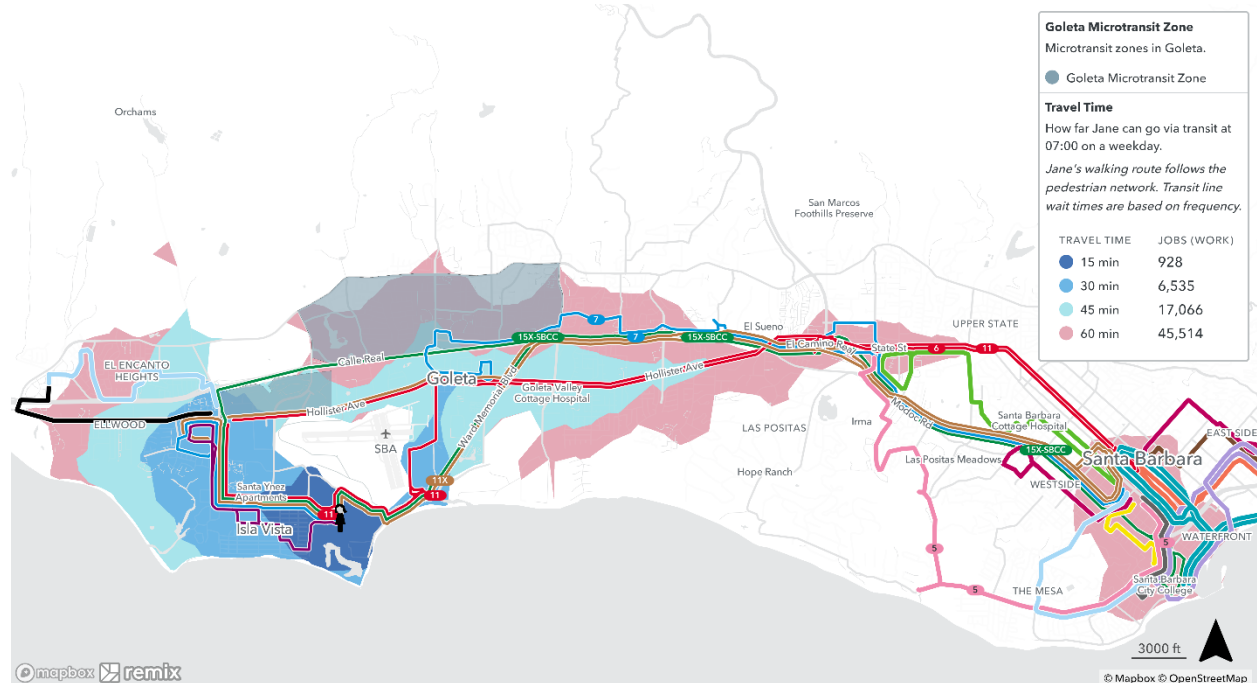 Goleta Microtransit Zone
Microtransit zones in Goleta.
Goleta Microtransit Zone
Travel Time
How far Jane can go via transit at
07:00 on a weekday.
Jane's walking route follows the
pedestrian network. Transit line
wait times are based on frequency.
TRAVEL TIME JOBS (WORK)
15 min 928
30 min 6,535
45 min 17,066
60 min 45,514
Orchams
San Marcos
Foothills Preserve
7
El Sueno
UPPER STATE
15X-SBCC
7
15X-SBCC
El Camino Real
State St
6
11
Calle Real
EL ENCANTO
HEIGHTS
Goleta
Goleta Valley
Cottage Hospital
Hollister Ave
Hollister Ave
Ward Memorial Blvd
ELLWOOD
SBA
Modoc Rd
Irma
LAS POSITAS
Santa Barbara
Cottage Hospital
EAST SIDE
15X-SBCC
Santa Barbara
Hope Ranch
Las Positas Meadows
WESTSIDE
11X
11
Santa Ynez
Apartments
11
Isla Vista
5
WATERFRONT
5
Santa Barbara
City College
5
THE MESA
3000 ft
mapbox remix
© Mapbox © OpenStreetMap